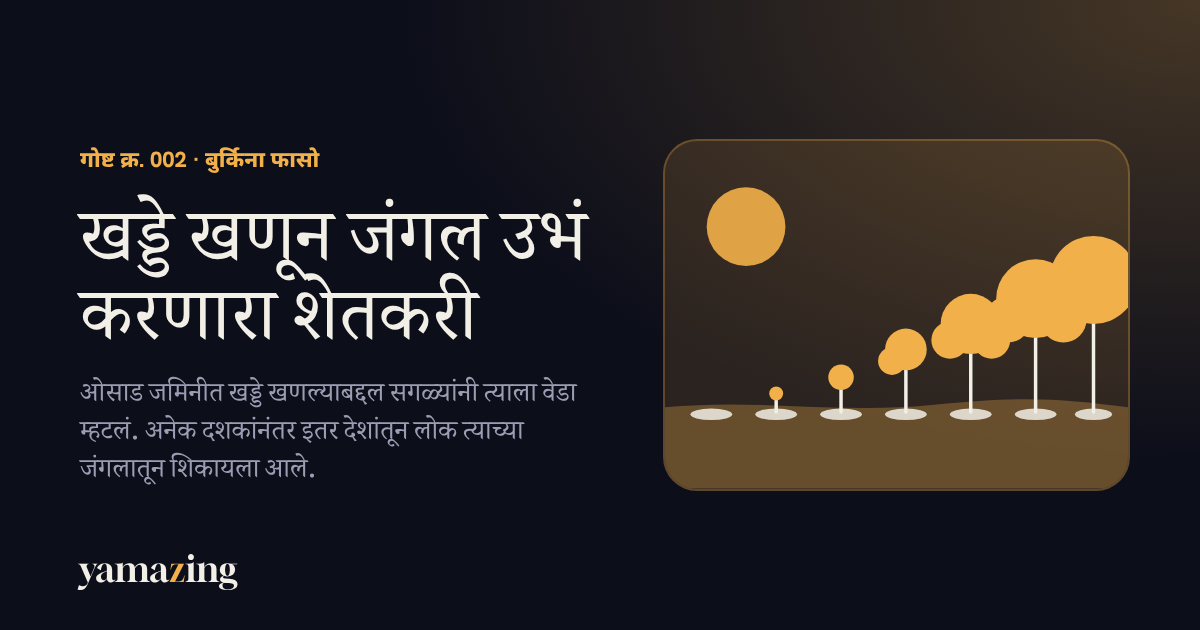 गोष्ट क्र. 002 · बुर्किना फासो
खड्डे खणून जंगल उभं
करणारा शेतकरी
ओसाड जमिनीत खड्डे खणल्याबद्दल सगळ्यांनी त्याला वेडा
म्हटलं. अनेक दशकांनंतर इतर देशांतून लोक त्याच्या
जंगलातून शिकायला आले.
yamazing